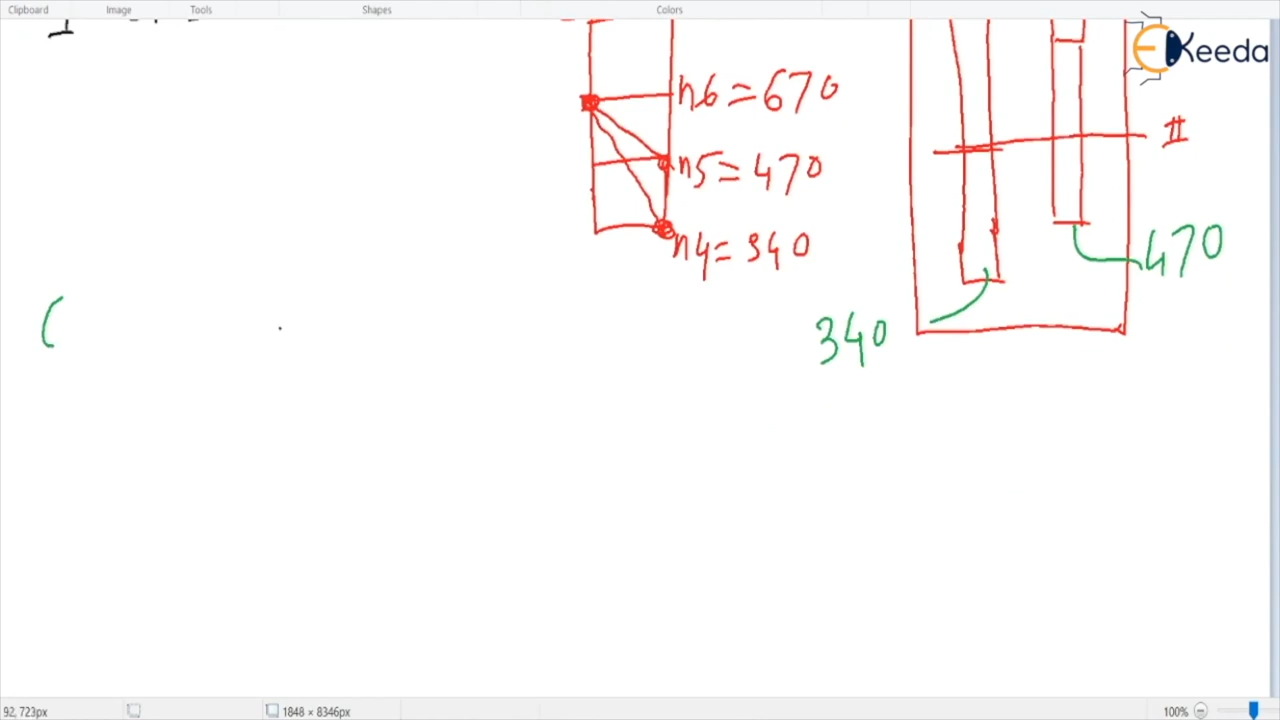 Clipboard Image Tools Shapes Colors
Keeda
n6=670
II
n5=470
n4=340
470
(
340
92, 723px 1848 × 8346px 100%